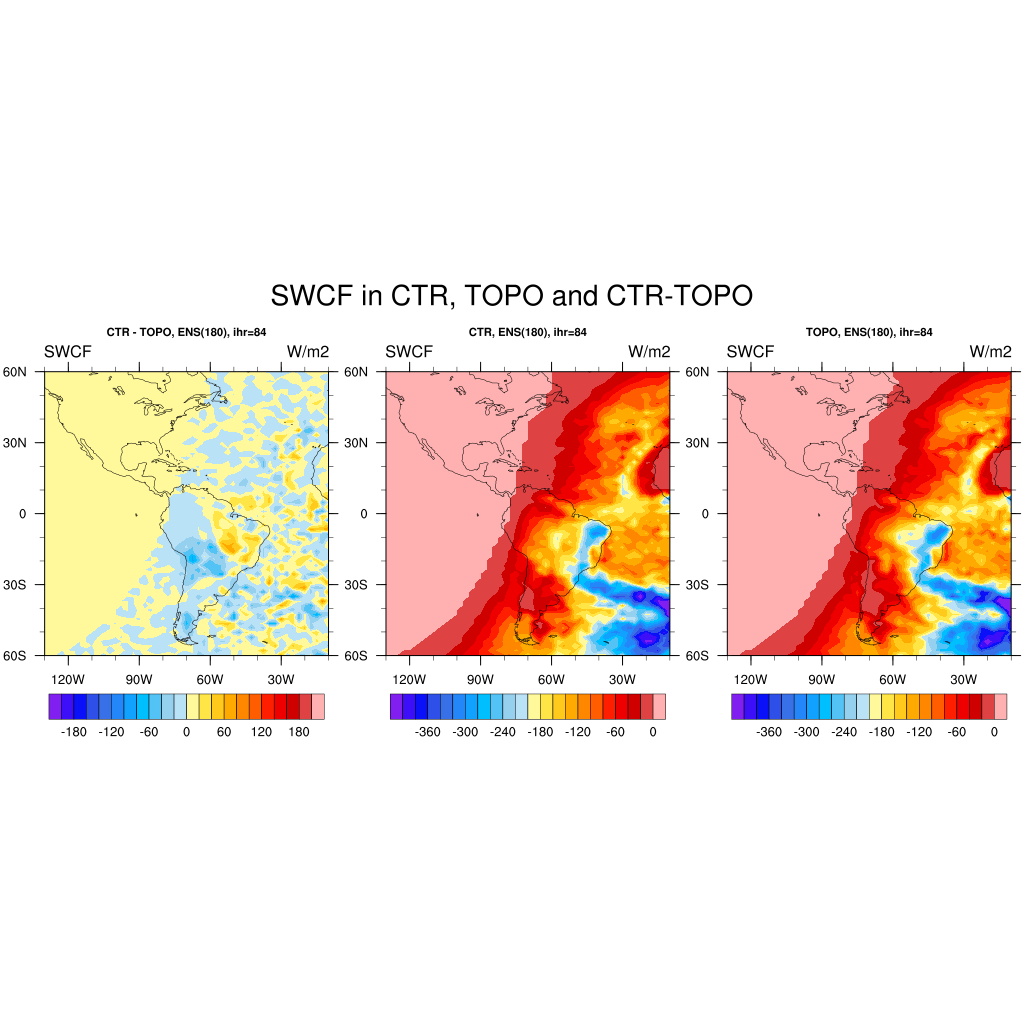 SWCF in CTR, TOPO and CTR-TOPO
CTR - TOPO, ENS(180), ihr=84
SWCF W/m2
60N
30N
0
30S
60S
120W 90W 60W 30W
-180 -120 -60 0 60 120 180
CTR, ENS(180), ihr=84
SWCF W/m2
60N
30N
0
30S
60S
120W 90W 60W 30W
-360 -300 -240 -180 -120 -60 0
TOPO, ENS(180), ihr=84
SWCF W/m2
60N
30N
0
30S
60S
120W 90W 60W 30W
-360 -300 -240 -180 -120 -60 0